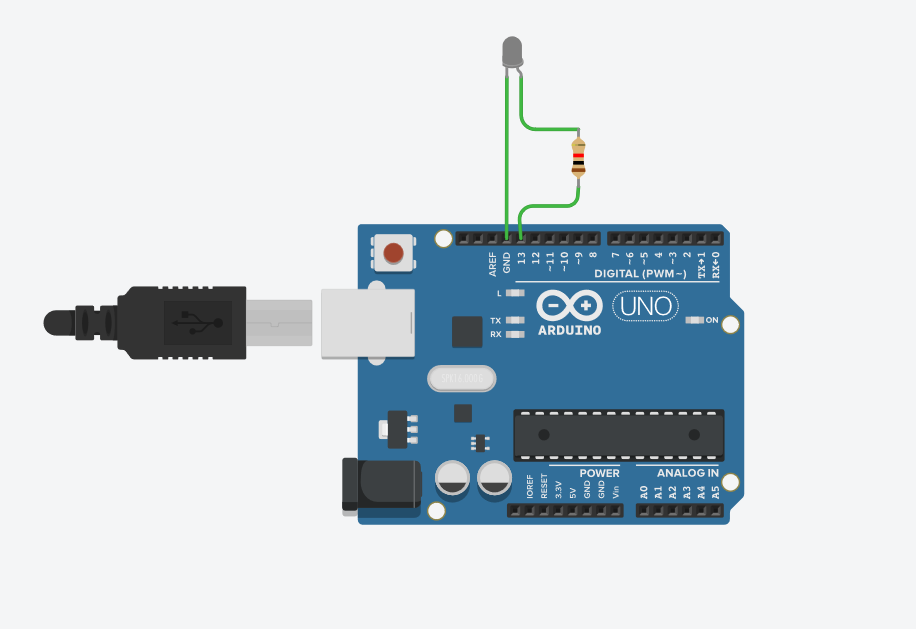 AREF
GND
13
12
~11
~10
~9
8
7
~6
~5
~4
~3
2
TX→1
RX←0
DIGITAL (PWM~)
L
TX
RX
ARDUINO
UNO
ON
POWER
ANALOG IN
IOREF
RESET
3.3V
5V
GND
GND
Vin
A0
A1
A2
A3
A4
A5